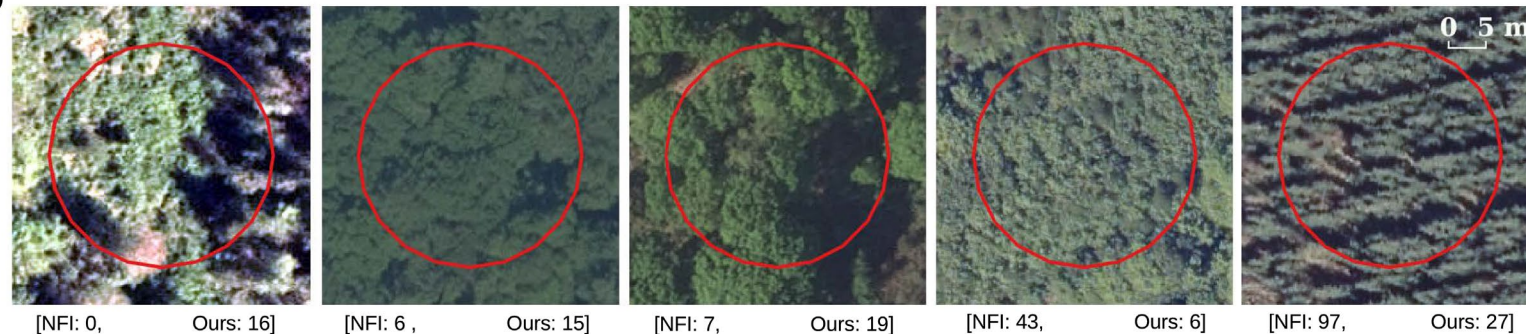 0 5 m
[NFI: 0, Ours: 16]
[NFI: 6 , Ours: 15]
[NFI: 7, Ours: 19]
[NFI: 43, Ours: 6]
[NFI: 97, Ours: 27]